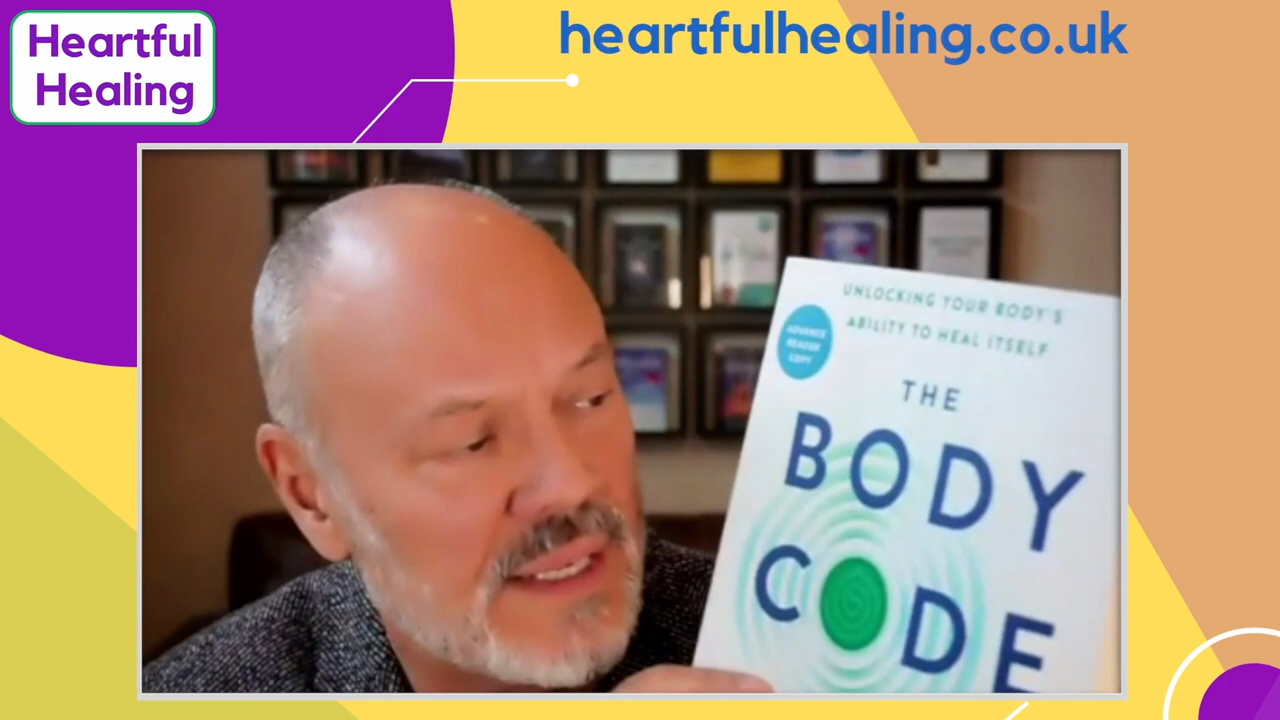 Heartful
Healing
heartfulhealing.co.uk
UNLOCKING YOUR BODY'S
ABILITY TO HEAL ITSELF
ADVANCE
READER
COPY
THE
BODY
CODE